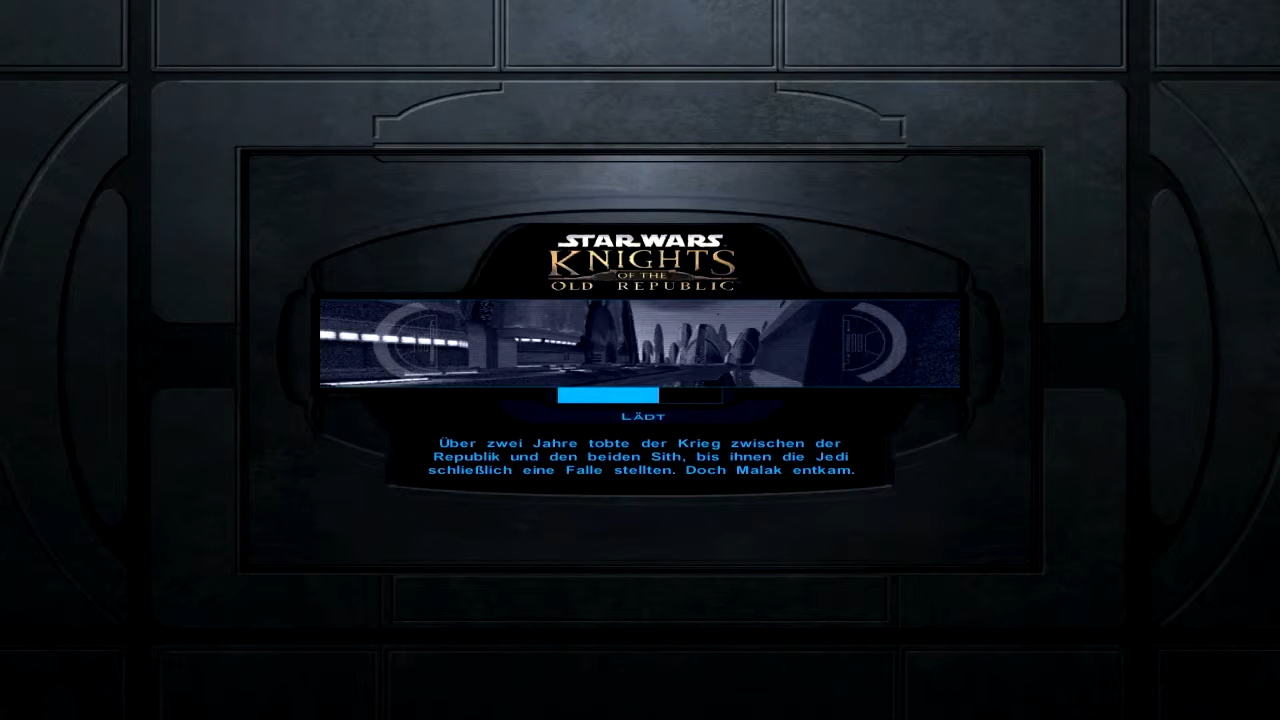 STAR WARS
KNIGHTS
OF THE
OLD REPUBLIC
LÄDT
Über zwei Jahre tobte der Krieg zwischen der
Republik und den beiden Sith, bis ihnen die Jedi
schließlich eine Falle stellten. Doch Malak entkam.